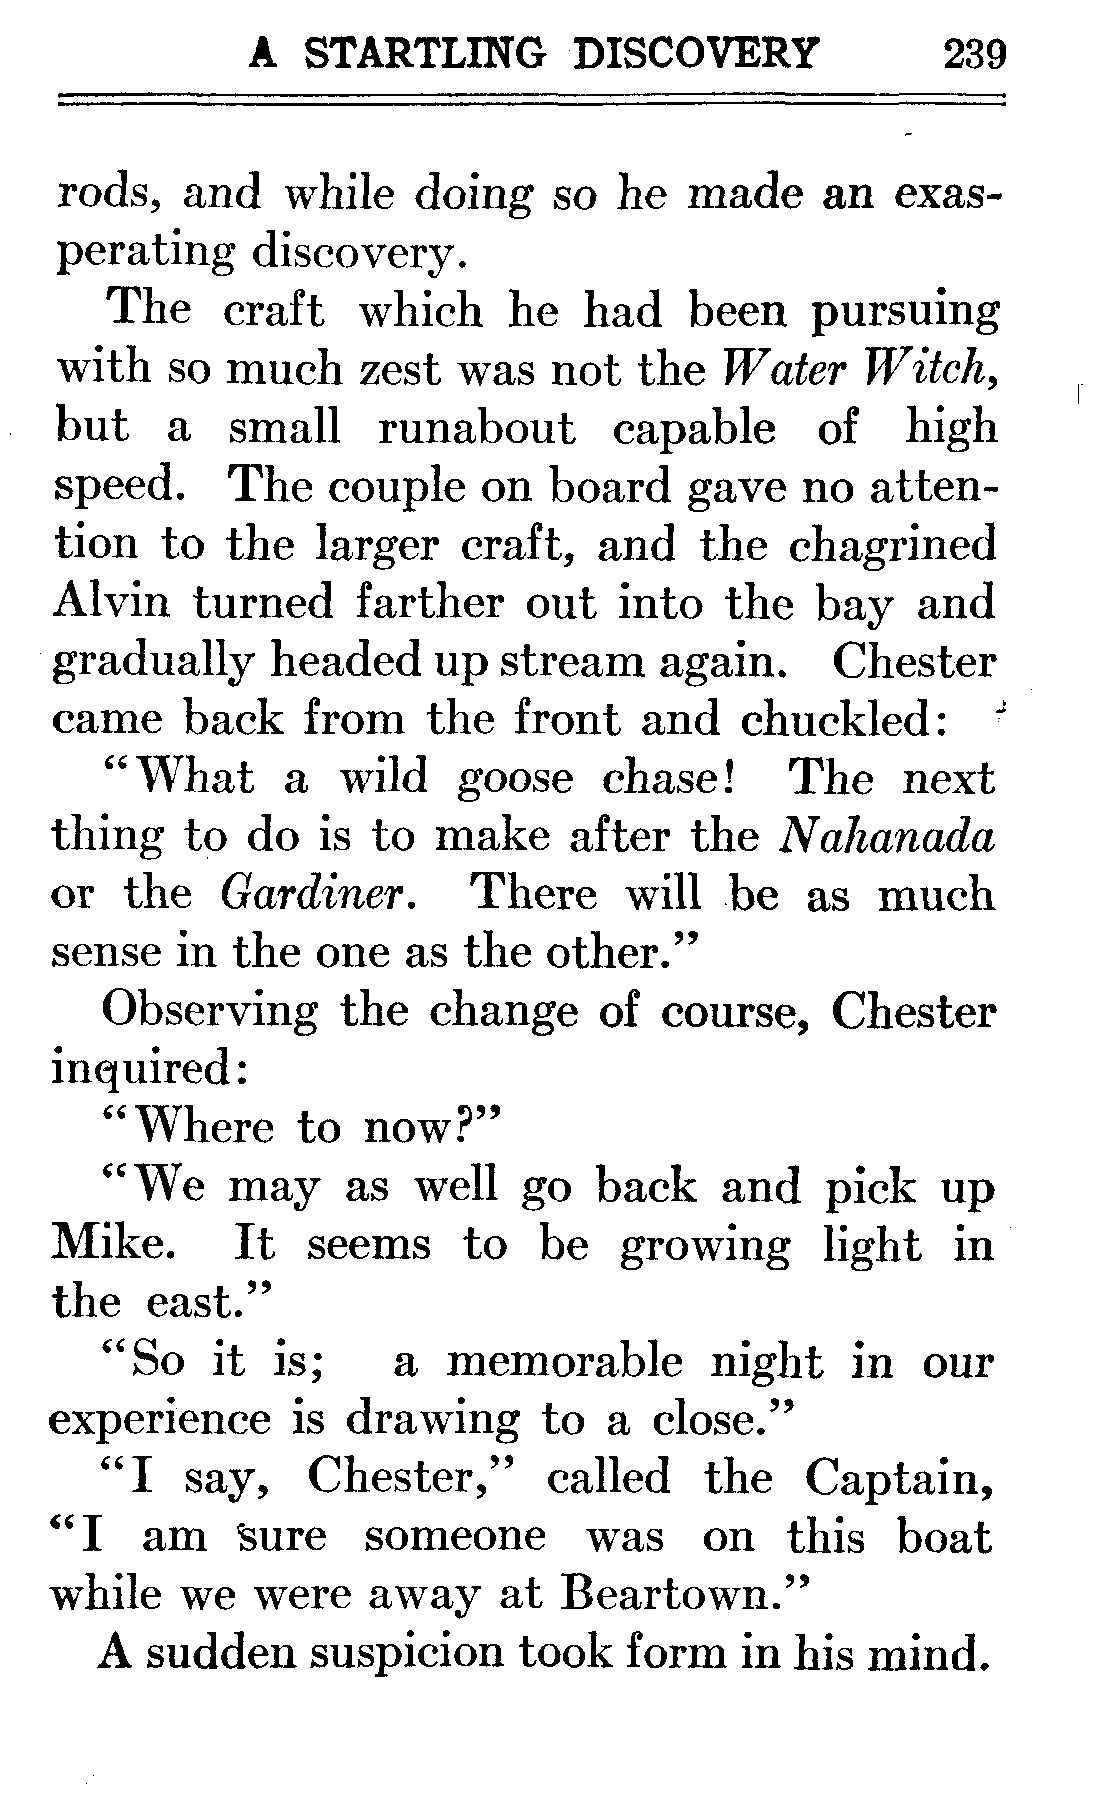 A STARTLING DISCOVERY 239
rods, and while doing so he made an exas-
perating discovery.
The craft which he had been pursuing
with so much zest was not the Water Witch,
but a small runabout capable of high
speed. The couple on board gave no atten-
tion to the larger craft, and the chagrined
Alvin turned farther out into the bay and
gradually headed up stream again. Chester
came back from the front and chuckled:
“What a wild goose chase! The next
thing to do is to make after the Nahanada
or the Gardiner. There will be as much
sense in the one as the other.”
Observing the change of course, Chester
inquired:
“Where to now?”
“We may as well go back and pick up
Mike. It seems to be growing light in
the east.”
“So it is; a memorable night in our
experience is drawing to a close.”
“I say, Chester,” called the Captain,
“I am sure someone was on this boat
while we were away at Beartown.”
A sudden suspicion took form in his mind.